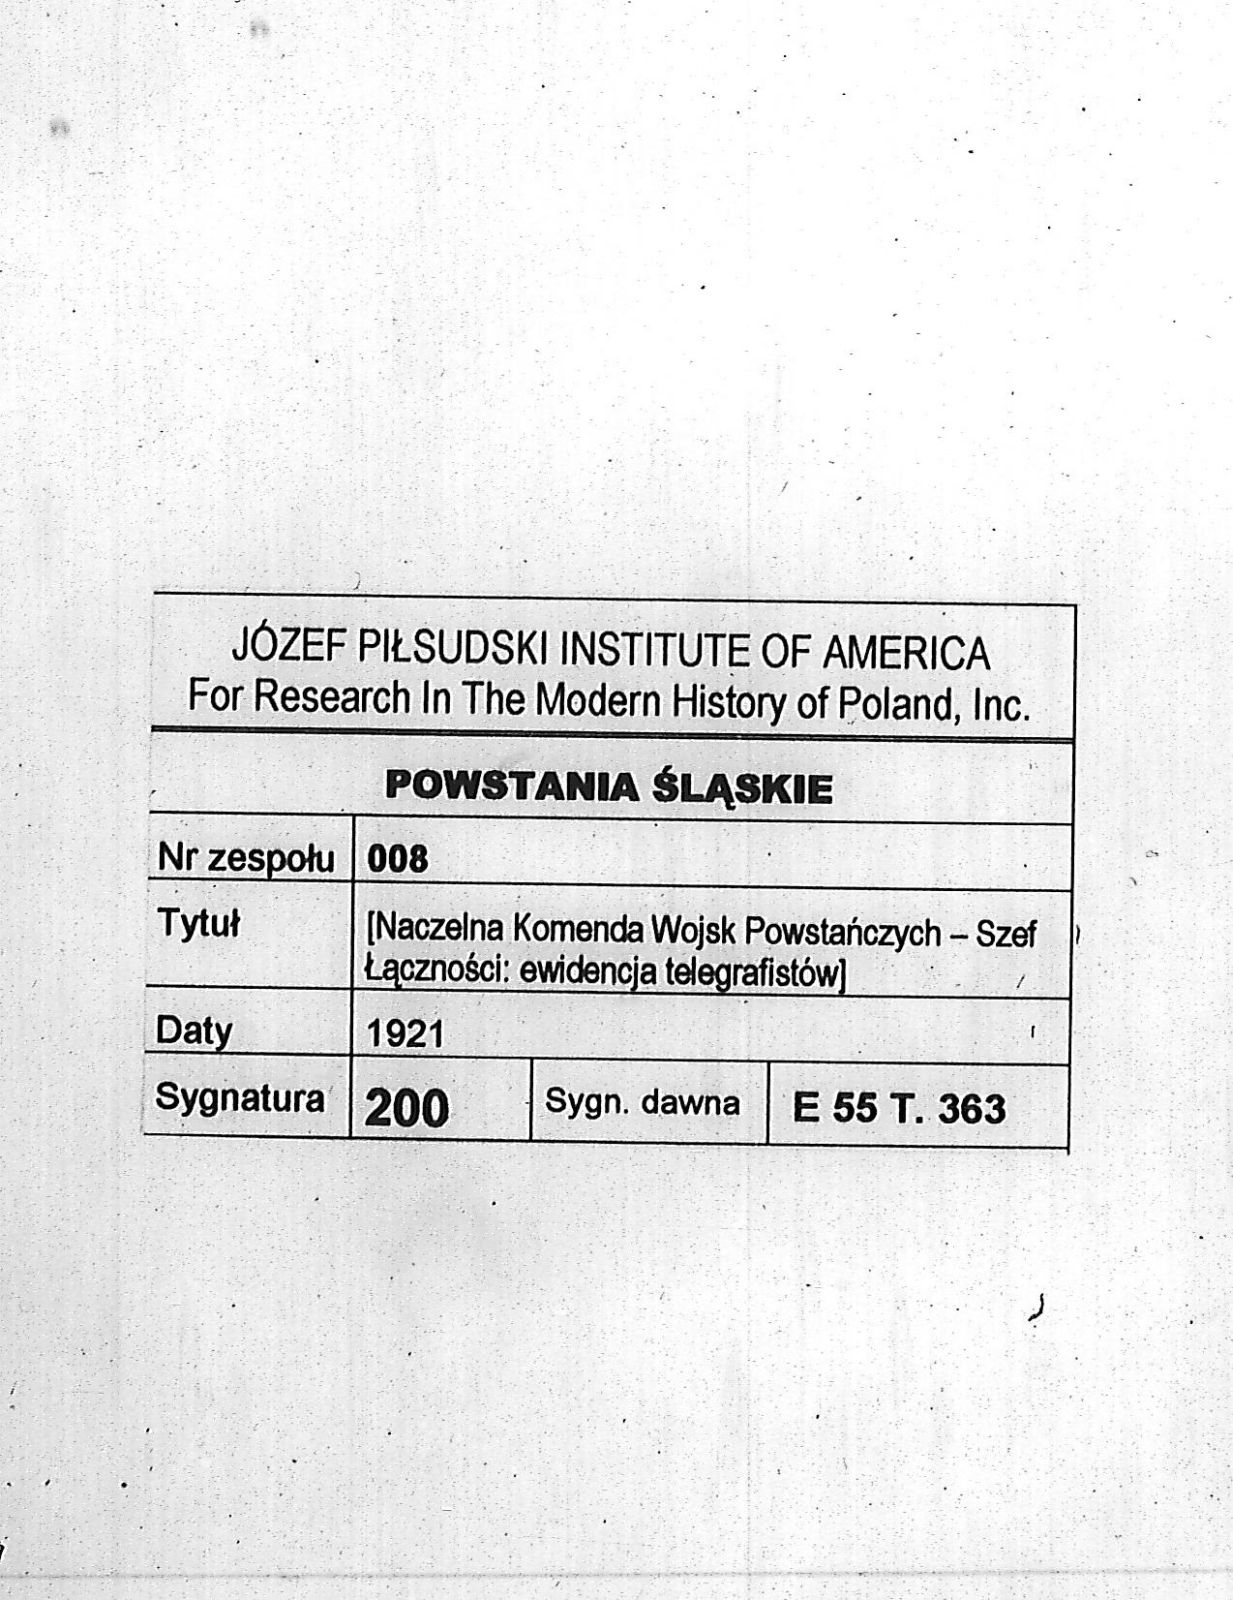 JÓZEF PIŁSUDSKI INSTITUTE OF AMERICA
For Research In The Modern History of Poland, Inc.
POWSTANIA ŚLĄSKIE
Nr zespołu 008
Tytuł [Naczelna Komenda Wojsk Powstańczych – Szef
Łączności: ewidencja telegrafistów]
Daty 1921
Sygnatura 200 Sygn. dawna E 55 T. 363